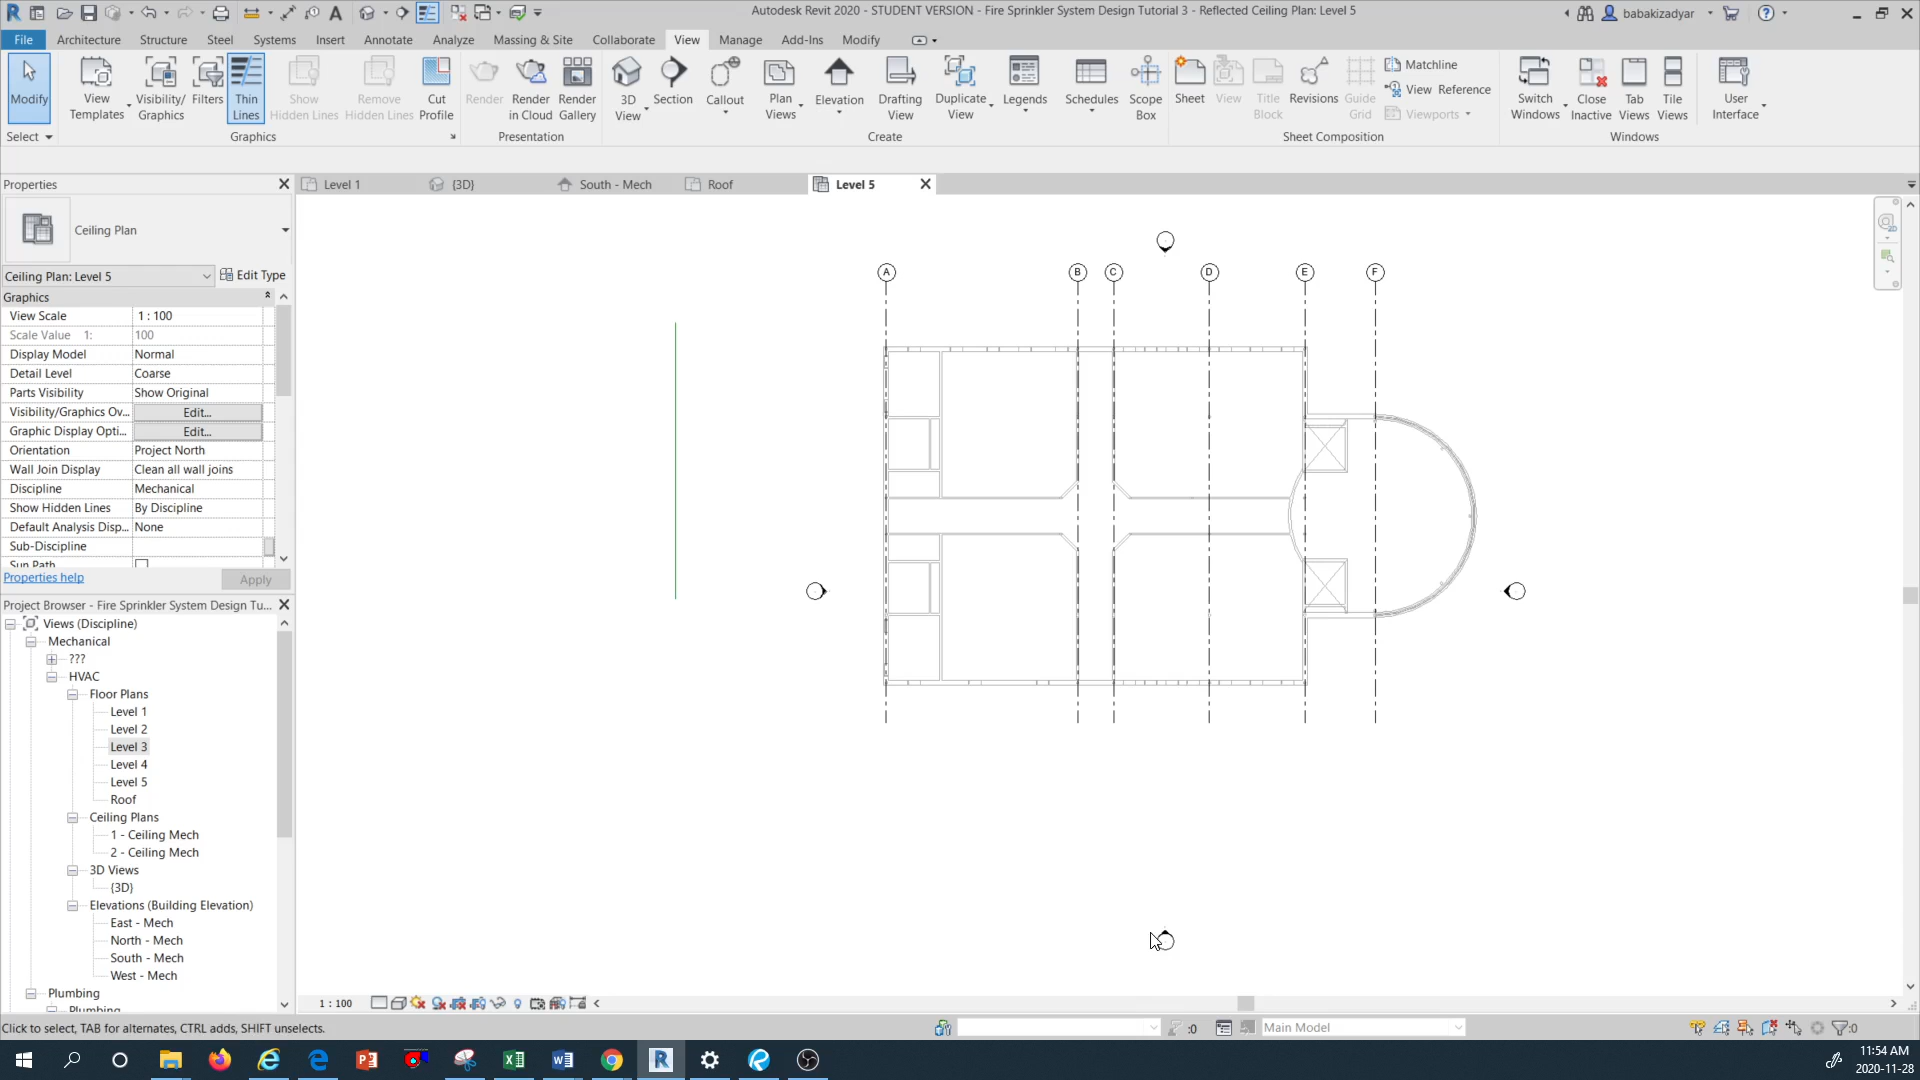 Autodesk Revit 2020 - STUDENT VERSION - Fire Sprinkler System Design Tutorial 3 - Reflected Ceiling Plan: Level 5
babakizadyar
File Architecture Structure Steel Systems Insert Annotate Analyze Massing & Site Collaborate View Manage Add-Ins Modify
Modify
View Templates
Visibility/ Graphics
Filters
Thin Lines
Show Hidden Lines
Remove Hidden Lines
Cut Profile
Render
Render in Cloud
Render Gallery
3D View
Section
Callout
Plan Views
Elevation
Drafting View
Duplicate View
Legends
Schedules
Scope Box
Sheet
View
Title Block
Revisions
Guide Grid
Matchline
View Reference
Viewports
Switch Windows
Close Inactive
Tab Views
Tile Views
User Interface
Select Graphics Presentation Create Sheet Composition Windows
Properties
Level 1 {3D} South - Mech Roof Level 5
Ceiling Plan
Ceiling Plan: Level 5 Edit Type
Graphics
View Scale 1 : 100
Scale Value 1: 100
Display Model Normal
Detail Level Coarse
Parts Visibility Show Original
Visibility/Graphics Ov... Edit...
Graphic Display Opti... Edit...
Orientation Project North
Wall Join Display Clean all wall joins
Discipline Mechanical
Show Hidden Lines By Discipline
Default Analysis Disp... None
Sub-Discipline
Sun Path
Properties help Apply
Project Browser - Fire Sprinkler System Design Tu...
Views (Discipline)
Mechanical
???
HVAC
Floor Plans
Level 1
Level 2
Level 3
Level 4
Level 5
Roof
Ceiling Plans
1 - Ceiling Mech
2 - Ceiling Mech
3D Views
{3D}
Elevations (Building Elevation)
East - Mech
North - Mech
South - Mech
West - Mech
Plumbing
Plumbing
A B C D E F
1 : 100
Click to select, TAB for alternates, CTRL adds, SHIFT unselects.
:0
Main Model
:0
11:54 AM
2020-11-28